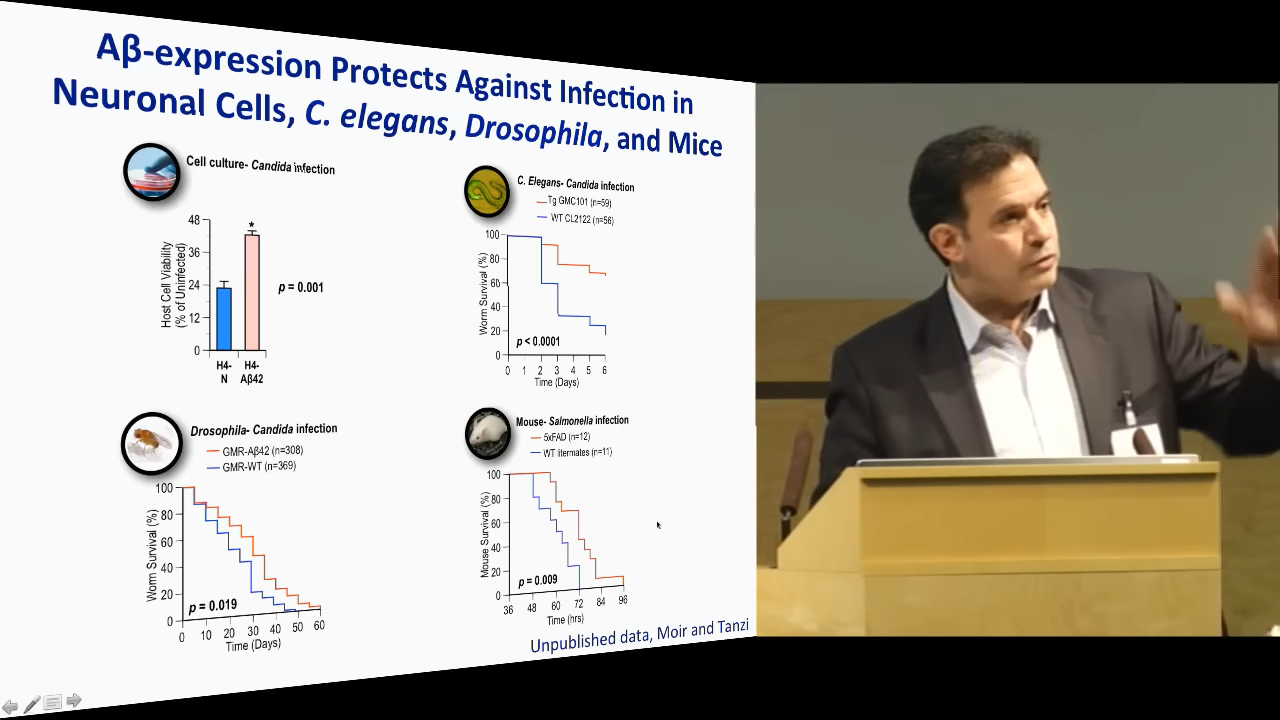 Aβ-expression Protects Against Infection in
Neuronal Cells, C. elegans, Drosophila, and Mice
Cell culture- Candida infection
48
36
24
12
0
Host Cell Viability
(% of Uninfected)
*
p = 0.001
H4-
N
H4-
Aβ42
C. Elegans- Candida infection
Tg GMC101 (n=59)
WT CL2122 (n=56)
100
80
60
40
20
0
Worm Survival (%)
p < 0.0001
0 1 2 3 4 5 6
Time (Days)
Drosophila- Candida infection
GMR-Aβ42 (n=308)
GMR-WT (n=369)
100
80
60
40
20
0
Worm Survival (%)
p = 0.019
0 10 20 30 40 50 60
Time (Days)
Mouse- Salmonella infection
5xFAD (n=12)
WT litermates (n=11)
100
80
60
40
20
0
Mouse Survival (%)
p = 0.009
36 48 60 72 84 96
Time (hrs)
Unpublished data, Moir and Tanzi